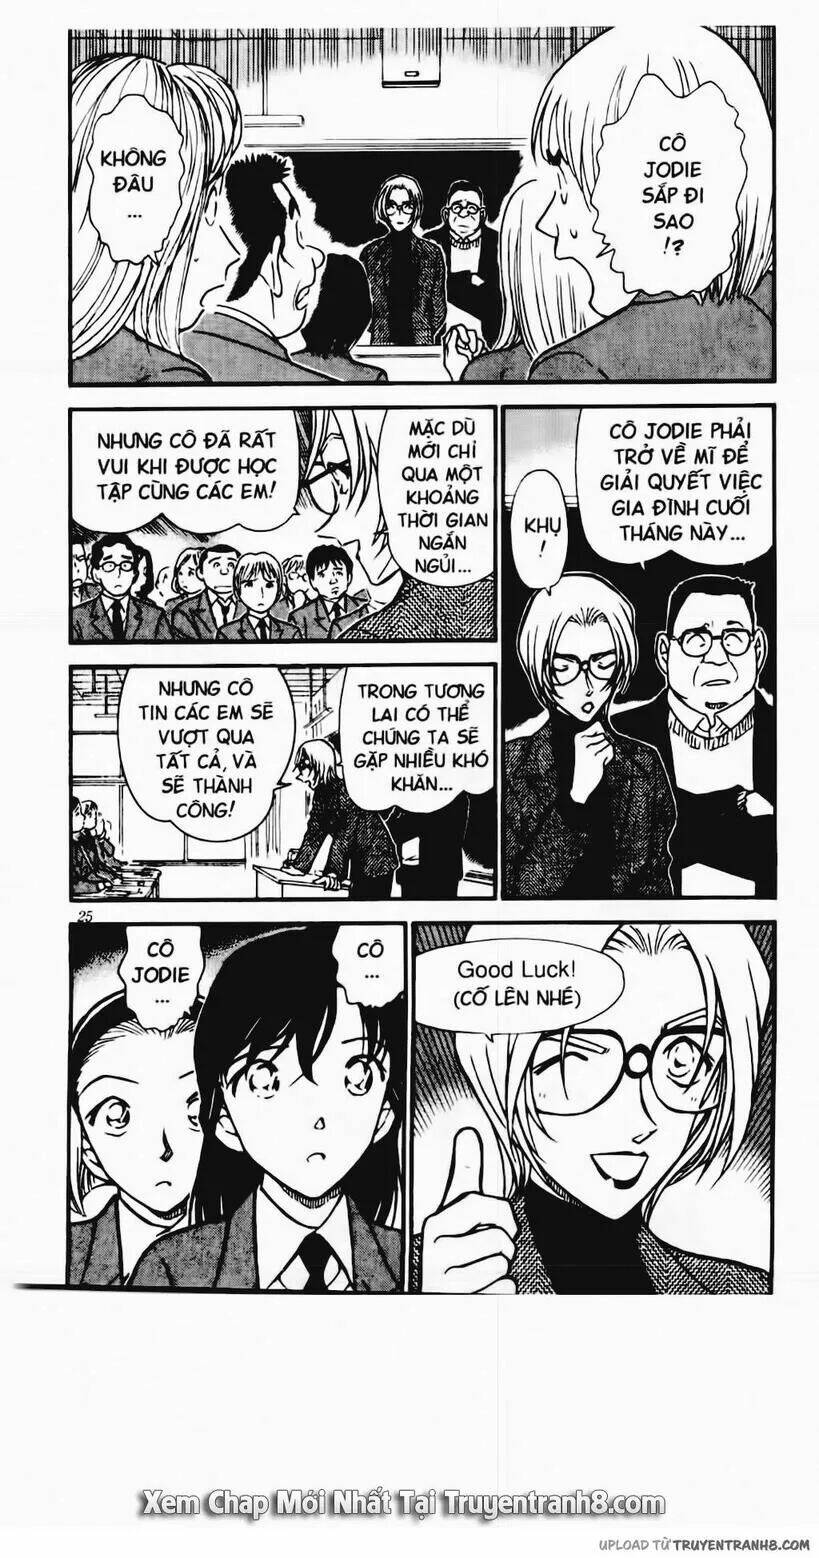 CÔ
JODIE
SẮP ĐI
SAO
!?
KHÔNG
ĐÂU
...
CÔ JODIE PHẢI
TRỞ VỀ MĨ ĐỂ
GIẢI QUYẾT VIỆC
GIA ĐÌNH CUỐI
THÁNG NÀY...
KHỤ
!
MẶC DÙ
MỚI CHỈ
QUA MỘT
KHOẢNG
THỜI GIAN
NGẮN
NGỦI...
NHƯNG CÔ ĐÃ RẤT
VUI KHI ĐƯỢC HỌC
TẬP CÙNG CÁC EM!
TRONG TƯƠNG
LAI CÓ THỂ
CHÚNG TA SẼ
GẶP NHIỀU KHÓ
KHĂN...
NHƯNG CÔ
TIN CÁC EM SẼ
VƯỢT QUA
TẤT CẢ, VÀ
SẼ THÀNH
CÔNG!
25
Good Luck!
(CỐ LÊN NHÉ)
CÔ
...
CÔ
JODIE
...
Xem Chap Mới Nhất Tại Truyentranh8.com
UPLOAD TỪ TRUYENTRANH8.COM